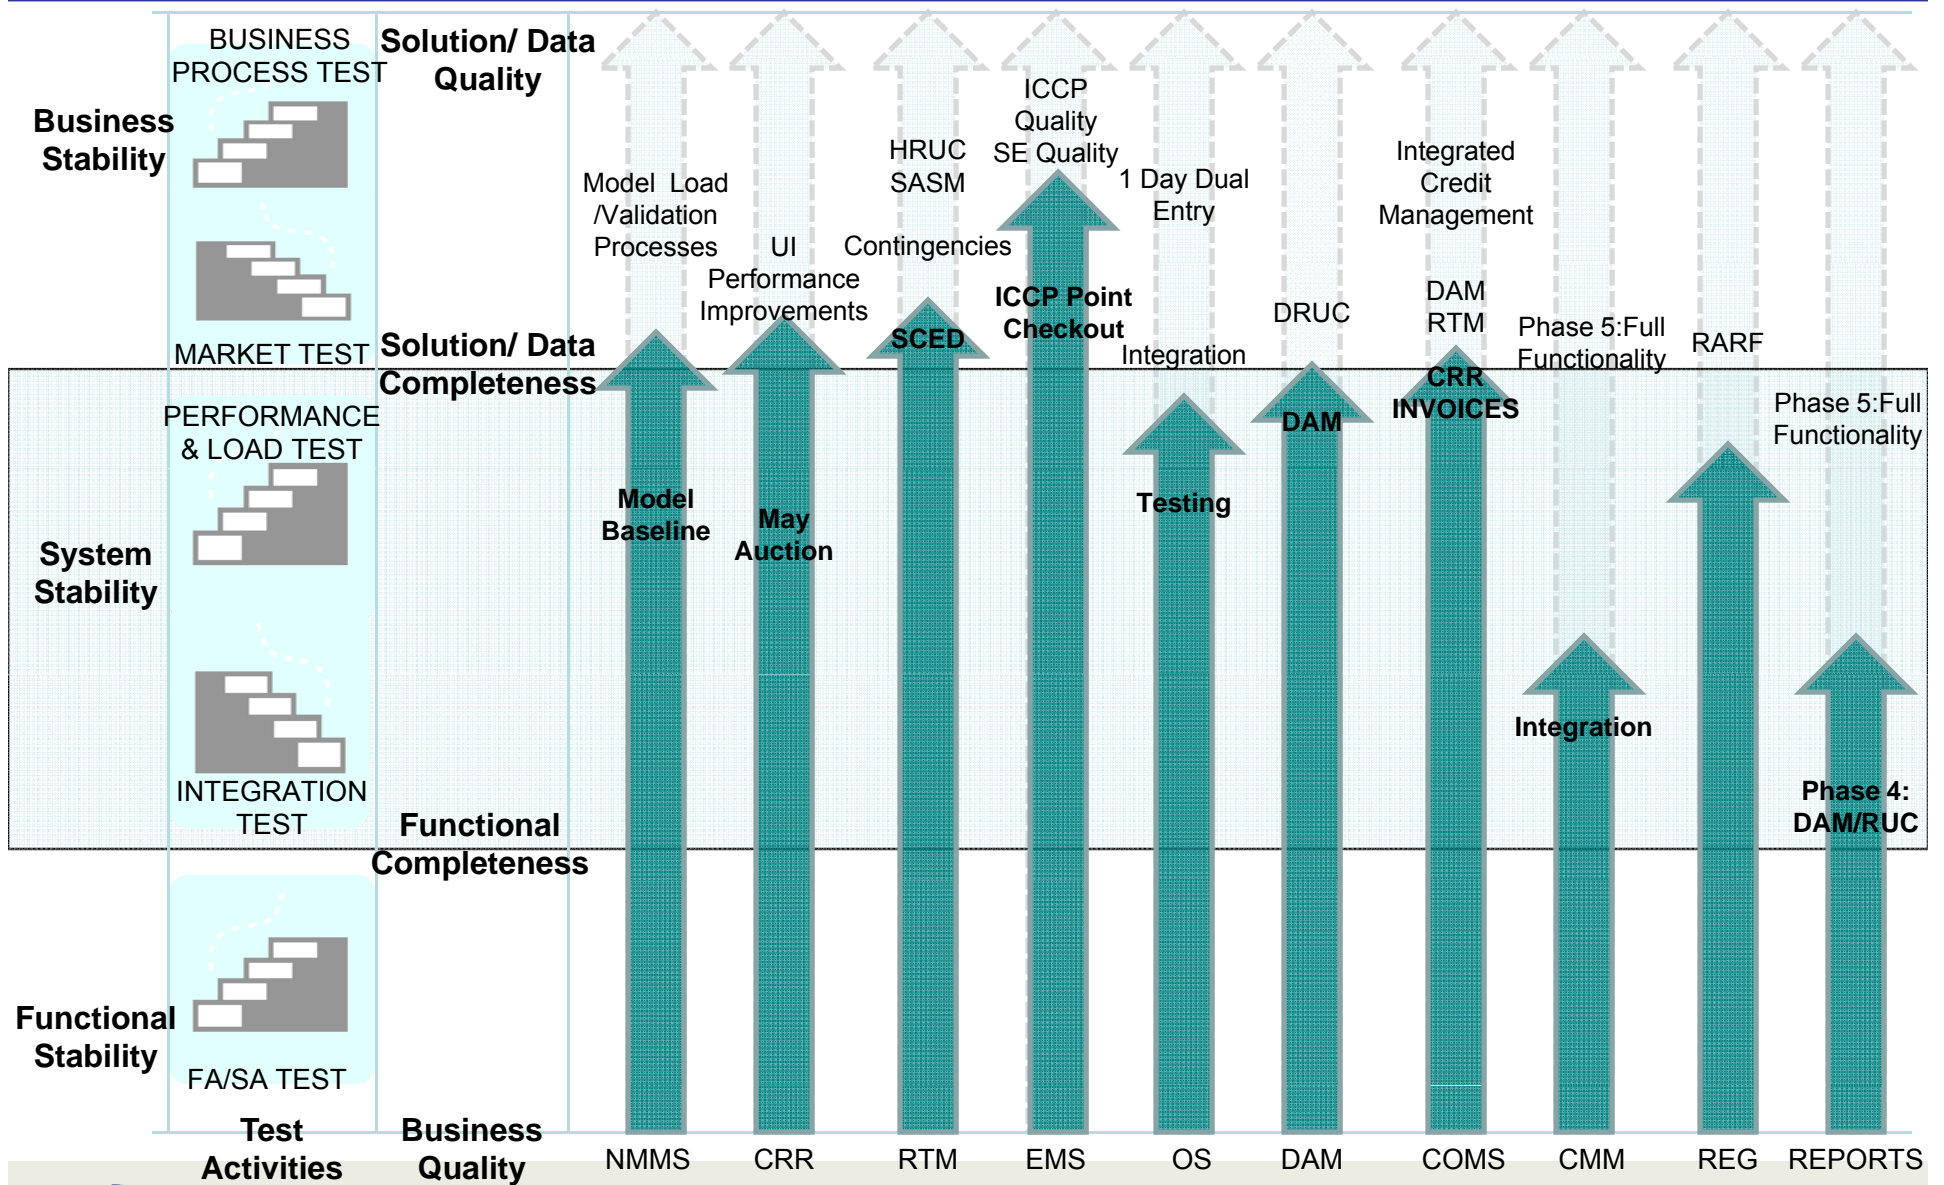 BUSINESS
PROCESS TEST
Solution/ Data
Quality
Business
Stability
MARKET TEST
Solution/ Data
Completeness
PERFORMANCE
& LOAD TEST
System
Stability
INTEGRATION
TEST
Functional
Completeness
Functional
Stability
FA/SA TEST
Test
Activities
Business
Quality
Model Load
/Validation
Processes
Model
Baseline
NMMS
UI
Performance
Improvements
May
Auction
CRR
HRUC
SASM
Contingencies
SCED
RTM
ICCP
Quality
SE Quality
ICCP Point
Checkout
EMS
1 Day Dual
Entry
Integration
Testing
OS
DRUC
DAM
DAM
Integrated
Credit
Management
DAM
RTM
CRR
INVOICES
COMS
Phase 5:Full
Functionality
Integration
CMM
RARF
REG
Phase 5:Full
Functionality
Phase 4:
DAM/RUC
REPORTS